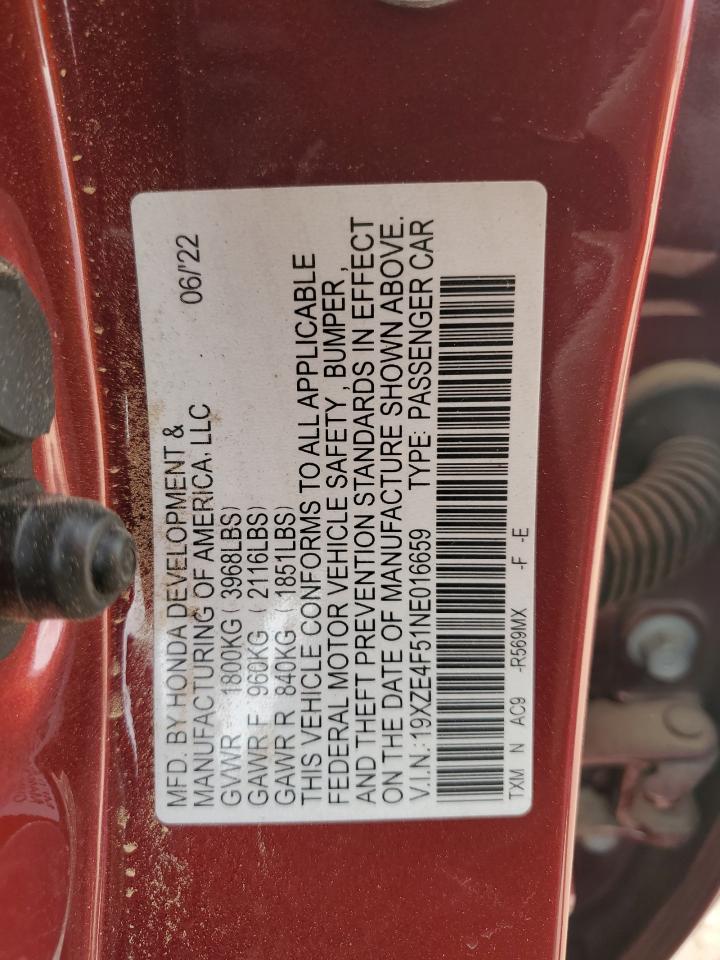 MFD. BY HONDA DEVELOPMENT &
MANUFACTURING OF AMERICA, LLC 06/'22
GVWR 1800KG ( 3968LBS)
GAWR F 960KG ( 2116LBS)
GAWR R 840KG ( 1851LBS)
THIS VEHICLE CONFORMS TO ALL APPLICABLE
FEDERAL MOTOR VEHICLE SAFETY , BUMPER ,
AND THEFT PREVENTION STANDARDS IN EFFECT
ON THE DATE OF MANUFACTURE SHOWN ABOVE.
V.I.N.: 19XZE4F51NE016659 TYPE: PASSENGER CAR
TXM N AC9 -R569MX -F -E